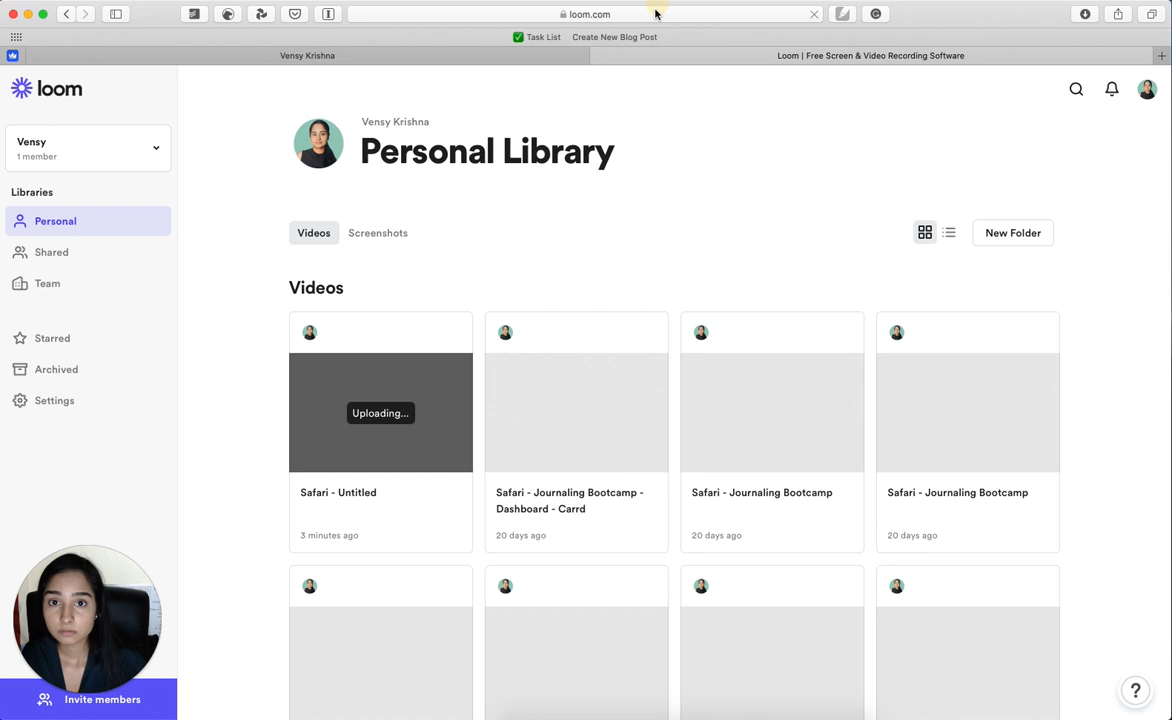 loom.com
Task List
Create New Blog Post
Vensy Krishna
Loom | Free Screen & Video Recording Software
loom
Vensy
1 member
Libraries
Personal
Shared
Team
Starred
Archived
Settings
Invite members
Vensy Krishna
Personal Library
Videos
Screenshots
New Folder
Videos
Uploading...
Safari - Untitled
3 minutes ago
Safari - Journaling Bootcamp -
Dashboard - Carrd
20 days ago
Safari - Journaling Bootcamp
20 days ago
Safari - Journaling Bootcamp
20 days ago
?